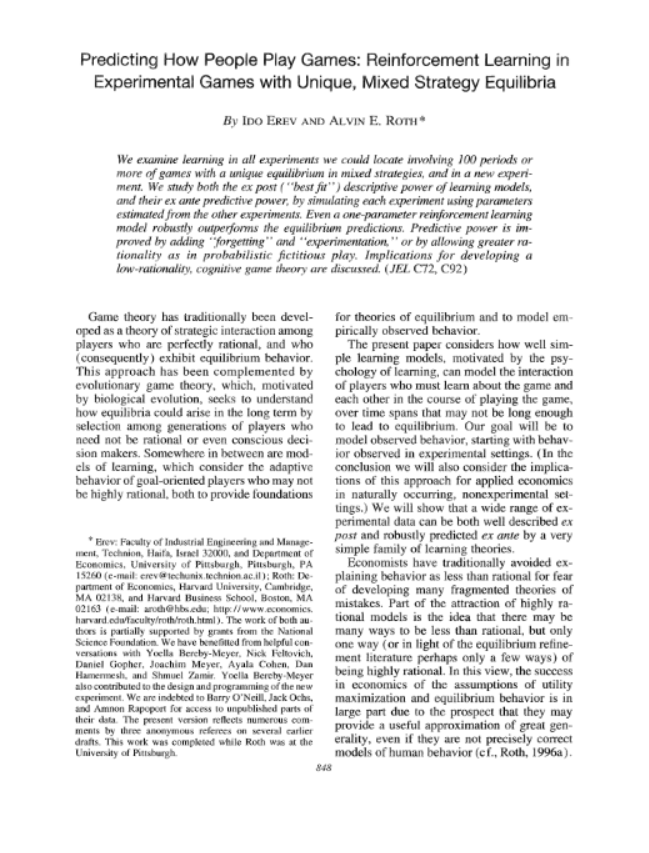 Predicting How People Play Games: Reinforcement Learning in
Experimental Games with Unique, Mixed Strategy Equilibria
By IDO EREV AND ALVIN E. ROTH*
We examine learning in all experiments we could locate involving 100 periods or
more of games with a unique equilibrium in mixed strategies, and in a new experi-
ment. We study both the ex post ("best fit") descriptive power of learning models,
and their ex ante predictive power, by simulating each experiment using parameters
estimated from the other experiments. Even a one-parameter reinforcement learning
model robustly outperforms the equilibrium predictions. Predictive power is im-
proved by adding "forgetting" and "experimentation," or by allowing greater ra-
tionality as in probabilistic fictitious play. Implications for developing a
low-rationality, cognitive game theory are discussed. (JEL C72, C92)
Game theory has traditionally been devel-
oped as a theory of strategic interaction among
players who are perfectly rational, and who
(consequently) exhibit equilibrium behavior.
This approach has been complemented by
evolutionary game theory, which, motivated
by biological evolution, seeks to understand
how equilibria could arise in the long term by
selection among generations of players who
need not be rational or even conscious deci-
sion makers. Somewhere in between are mod-
els of learning, which consider the adaptive
behavior of goal-oriented players who may not
be highly rational, both to provide foundations
* Erev: Faculty of Industrial Engineering and Manage-
ment, Technion, Haifa, Israel 32000, and Department of
Economics, University of Pittsburgh, Pittsburgh, PA
15260 (e-mail: erev@techunix.technion.ac.il); Roth: De-
partment of Economics, Harvard University, Cambridge,
MA 02138, and Harvard Business School, Boston, MA
02163 (e-mail: aroth@hbs.edu; http://www.economics.
harvard.edu/faculty/roth/roth.html). The work of both au-
thors is partially supported by grants from the National
Science Foundation. We have benefitted from helpful con-
versations with Yoella Bereby-Meyer, Nick Feltovich,
Daniel Gopher, Joachim Meyer, Ayala Cohen, Dan
Hamermesh, and Shmuel Zamir. Yoella Bereby-Meyer
also contributed to the design and programming of the new
experiment. We are indebted to Barry O'Neill, Jack Ochs,
and Amnon Rapoport for access to unpublished parts of
their data. The present version reflects numerous com-
ments by three anonymous referees on several earlier
drafts. This work was completed while Roth was at the
University of Pittsburgh.
for theories of equilibrium and to model em-
pirically observed behavior.
The present paper considers how well sim-
ple learning models, motivated by the psy-
chology of learning, can model the interaction
of players who must learn about the game and
each other in the course of playing the game,
over time spans that may not be long enough
to lead to equilibrium. Our goal will be to
model observed behavior, starting with behav-
ior observed in experimental settings. (In the
conclusion we will also consider the implica-
tions of this approach for applied economics
in naturally occurring, nonexperimental set-
tings.) We will show that a wide range of ex-
perimental data can be both well described ex
post and robustly predicted ex ante by a very
simple family of learning theories.
Economists have traditionally avoided ex-
plaining behavior as less than rational for fear
of developing many fragmented theories of
mistakes. Part of the attraction of highly ra-
tional models is the idea that there may be
many ways to be less than rational, but only
one way (or in light of the equilibrium refine-
ment literature perhaps only a few ways) of
being highly rational. In this view, the success
in economics of the assumptions of utility
maximization and equilibrium behavior is in
large part due to the prospect that they may
provide a useful approximation of great gen-
erality, even if they are not precisely correct
models of human behavior (cf., Roth, 1996a).
848